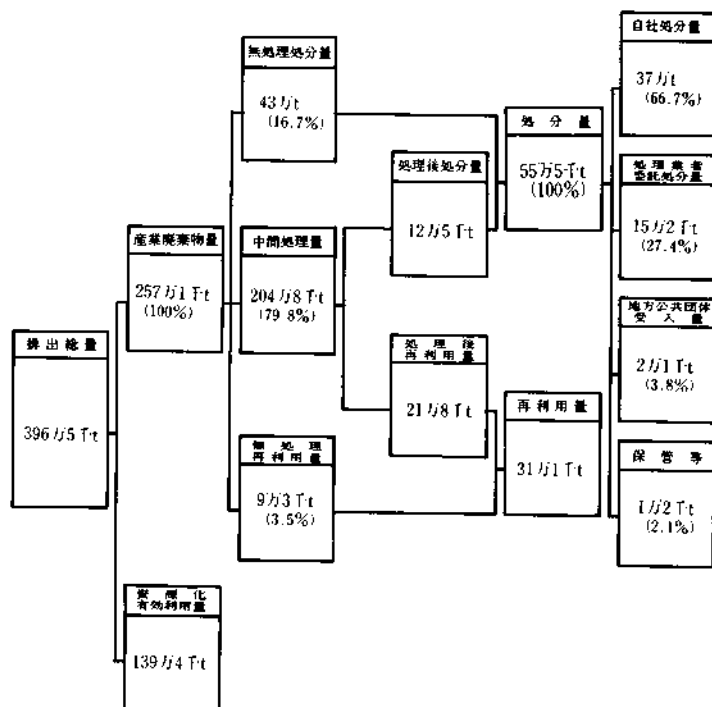 排出総量
396万5千t
産業廃棄物量
257万1千t
(100%)
資源化
有効利用量
139万4千t
無処理処分量
43万t
(16.7%)
中間処理量
204万8千t
(79.8%)
無処理
再利用量
9万3千t
(3.5%)
処理後処分量
12万5千t
処理後
再利用量
21万8千t
処分量
55万5千t
(100%)
再利用量
31万1千t
自社処分量
37万t
(66.7%)
処理業者
委託処分量
15万2千t
(27.4%)
地方公共団体
受入量
2万1千t
(3.8%)
保管等
1万2千t
(2.1%)